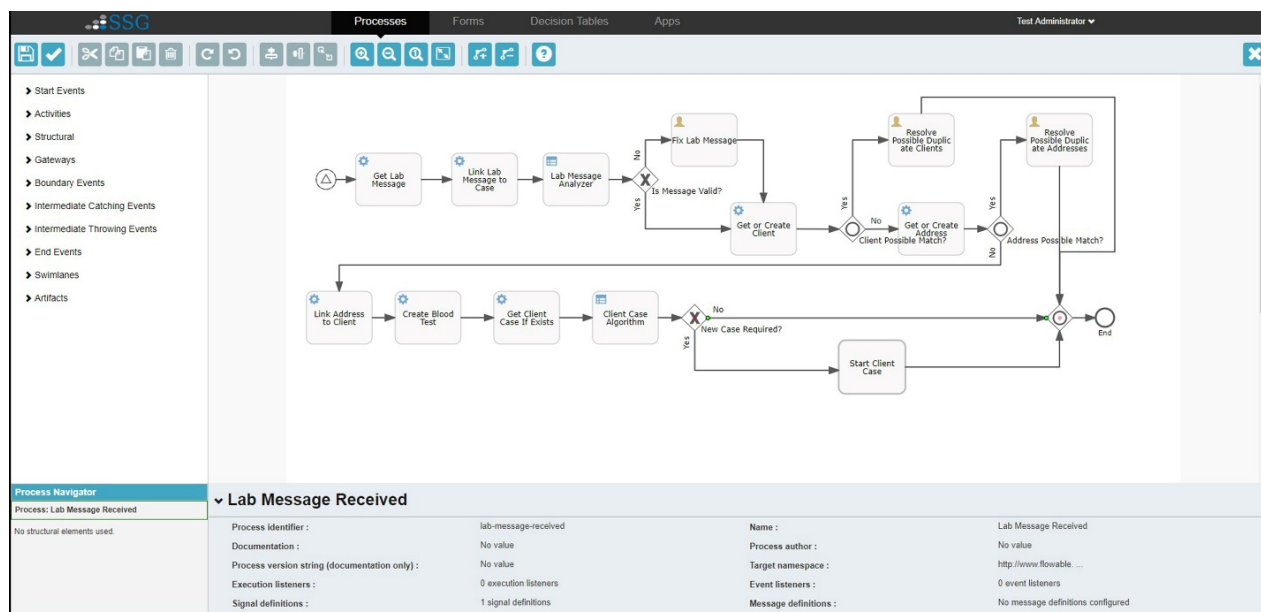 SSG
Processes
Forms
Decision Tables
Apps
Test Administrator
Start Events
Activities
Structural
Gateways
Boundary Events
Intermediate Catching Events
Intermediate Throwing Events
End Events
Swimlanes
Artifacts
Get Lab
Message
Link Lab
Message to
Case
Lab Message
Analyzer
No
Yes
Is Message Valid?
Fix Lab Message
Get or Create
Client
Yes
No
Client Possible Match?
Resolve
Possible Duplic
ate Clients
Get or Create
Address
Yes
No
Address Possible Match?
Resolve
Possible Duplic
ate Addresses
Link Address
to Client
Create Blood
Test
Get Client
Case If Exists
Client Case
Algorithm
No
Yes
New Case Required?
Start Client
Case
End
Process Navigator
Process: Lab Message Received
No structural elements used.
Lab Message Received
Process identifier : lab-message-received Name : Lab Message Received
Documentation : No value Process author : No value
Process version string (documentation only) : No value Target namespace : http://www.flowable. ...
Execution listeners : 0 execution listeners Event listeners : 0 event listeners
Signal definitions : 1 signal definitions Message definitions : No message definitions configured